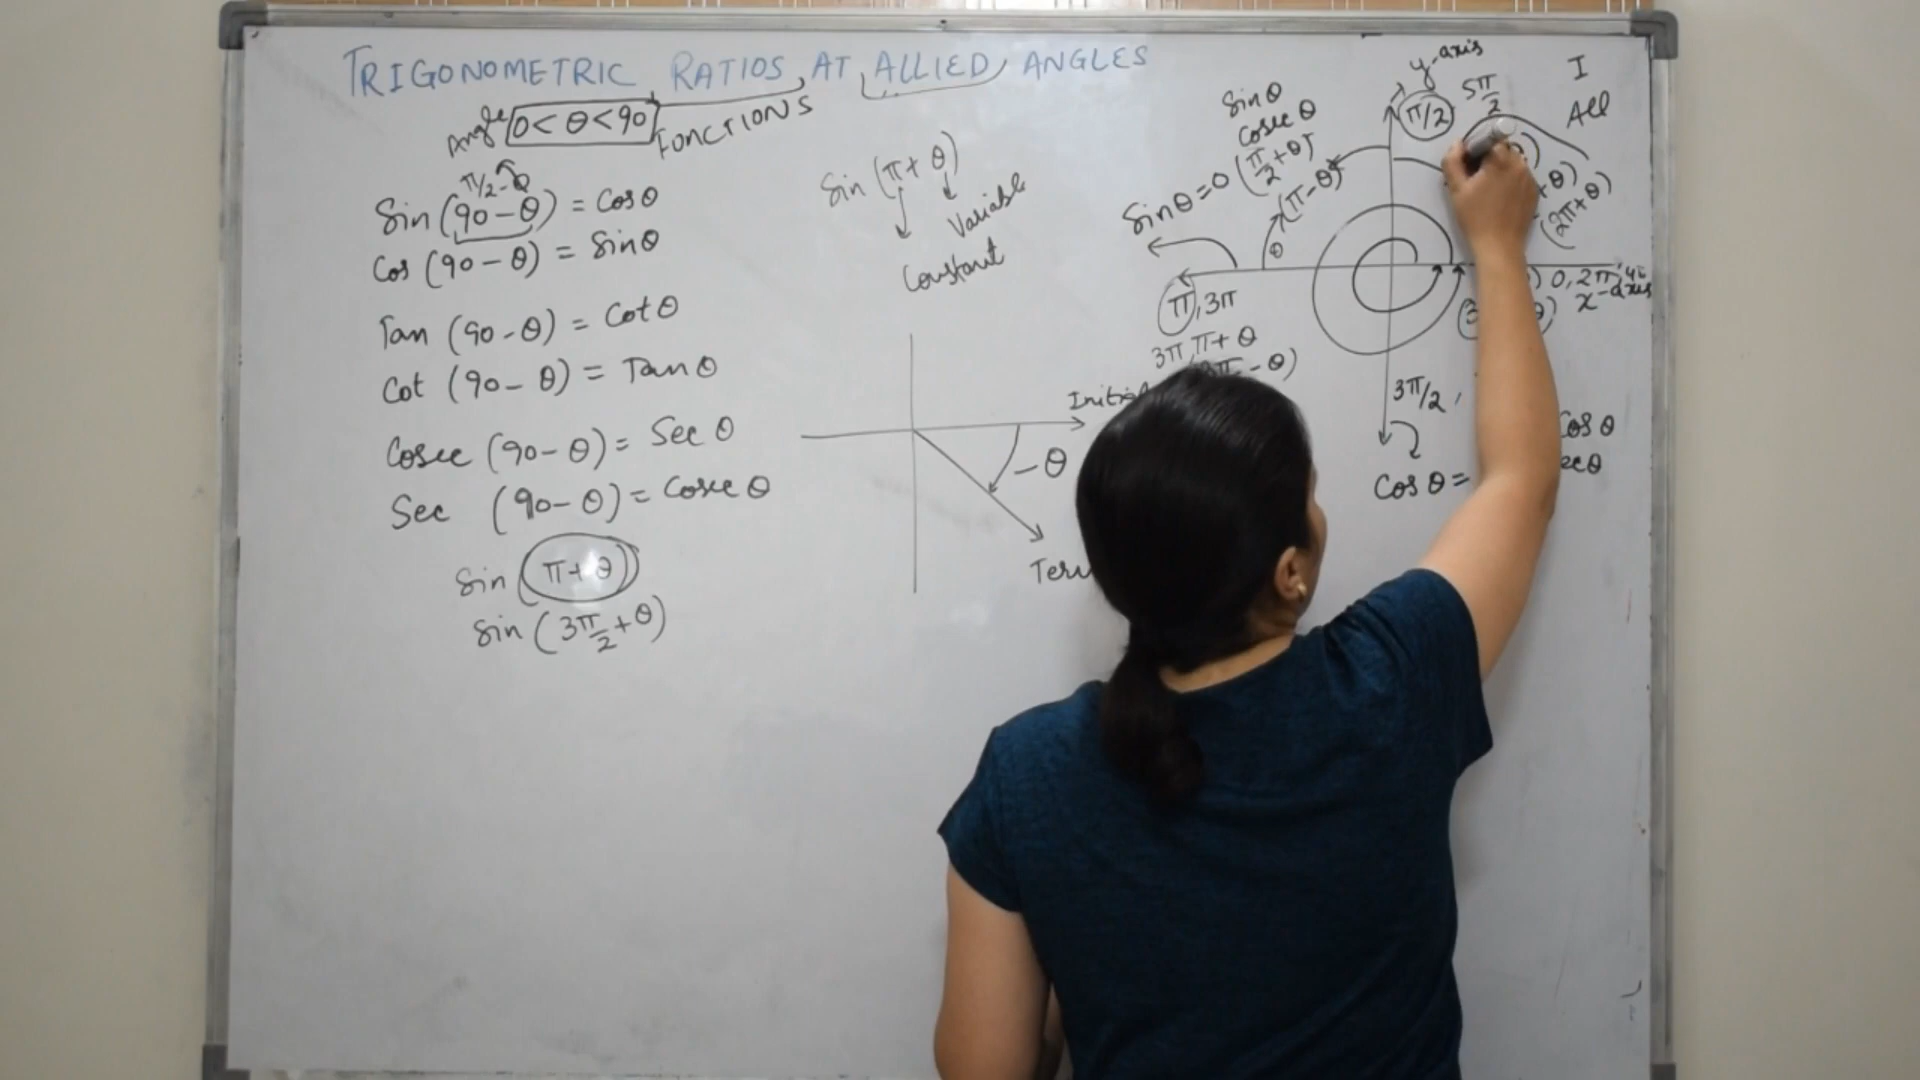 TRIGONOMETRIC RATIOS, AT ALLIED ANGLES
Angle 0 < θ < 90 FUNCTIONS
π/2 - θ
Sin (90 - θ) = Cos θ
Cos (90 - θ) = Sin θ
Tan (90 - θ) = Cot θ
Cot (90 - θ) = Tan θ
Cosec (90 - θ) = Sec θ
Sec (90 - θ) = Cosec θ
Sin (π + θ)
Sin (3π/2 + θ)
Sin (π + θ)
Variable
Constant
-θ
y-axis
π/2
5π/2
I
All
Sin θ
Cosec θ
(π/2 + θ)
(π - θ)
Sin θ = 0
θ
+ θ)
(2π + θ)
π, 3π
3π, π + θ
- θ)
0, 2π, 4π
x-axis
3π/2,
Cos θ
Cos θ =